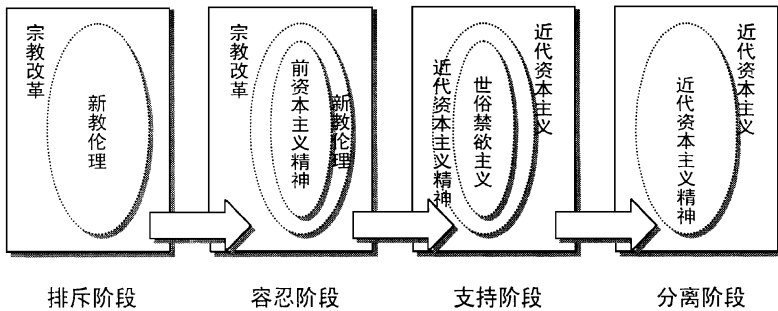 宗教改革
新教伦理
排斥阶段
宗教改革
前资本主义精神
新教伦理
容忍阶段
近代资本主义精神
世俗禁欲主义
近代资本主义
支持阶段
近代资本主义精神
近代资本主义
分离阶段